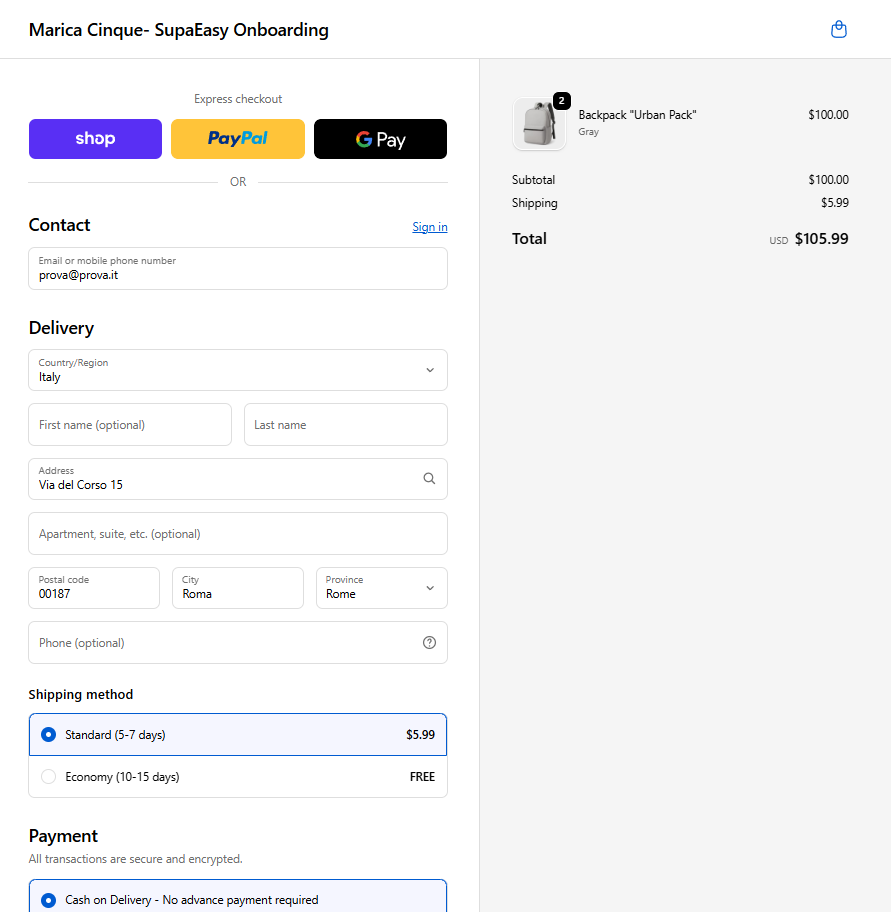 Marica Cinque- SupaEasy Onboarding
Express checkout
shop
PayPal
G Pay
OR
Contact
Sign in
Email or mobile phone number
prova@prova.it
Delivery
Country/Region
Italy
First name (optional)
Last name
Address
Via del Corso 15
Apartment, suite, etc. (optional)
Postal code
00187
City
Roma
Province
Rome
Phone (optional)
Shipping method
Standard (5-7 days) $5.99
Economy (10-15 days) FREE
Payment
All transactions are secure and encrypted.
Cash on Delivery - No advance payment required
2
Backpack "Urban Pack" $100.00
Gray
Subtotal $100.00
Shipping $5.99
Total USD $105.99